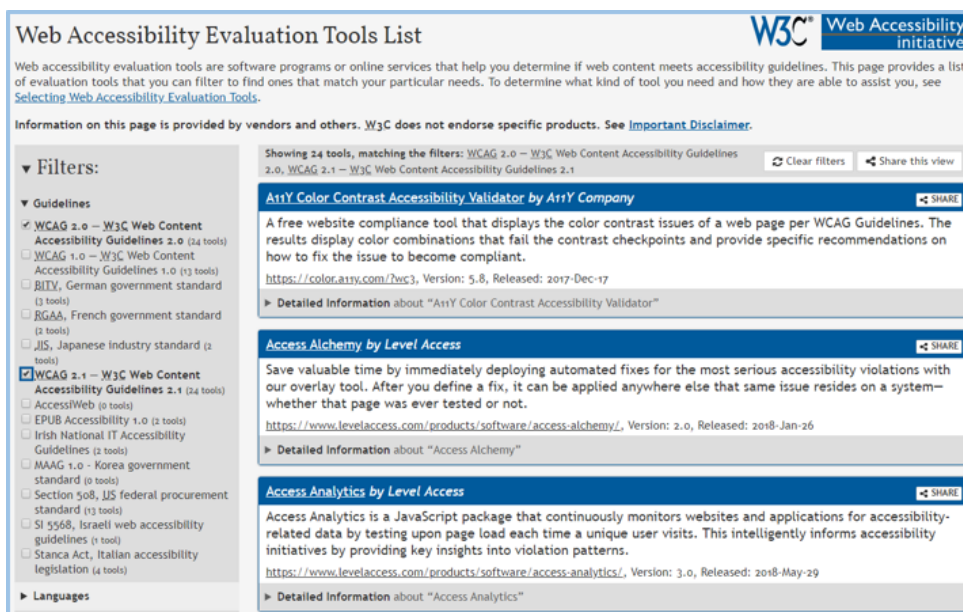 Web Accessibility Evaluation Tools List
W3C Web Accessibility
initiative
Web accessibility evaluation tools are software programs or online services that help you determine if web content meets accessibility guidelines. This page provides a list
of evaluation tools that you can filter to find ones that match your particular needs. To determine what kind of tool you need and how they are able to assist you, see
Selecting Web Accessibility Evaluation Tools.
Information on this page is provided by vendors and others. W3C does not endorse specific products. See Important Disclaimer.
▼ Filters:
▼ Guidelines
WCAG 2.0 — W3C Web Content
Accessibility Guidelines 2.0 (24 tools)
WCAG 1.0 — W3C Web Content
Accessibility Guidelines 1.0 (13 tools)
BITV, German government standard
(3 tools)
RGAA, French government standard
(2 tools)
JIS, Japanese industry standard (2
tools)
WCAG 2.1 — W3C Web Content
Accessibility Guidelines 2.1 (24 tools)
AccessiWeb (0 tools)
EPUB Accessibility 1.0 (2 tools)
Irish National IT Accessibility
Guidelines (2 tools)
MAAG 1.0 - Korea government
standard (0 tools)
Section 508, US federal procurement
standard (13 tools)
SI 5568, Israeli web accessibility
guidelines (1 tool)
Stanca Act, Italian accessibility
legislation (4 tools)
► Languages
Showing 24 tools, matching the filters: WCAG 2.0 — W3C Web Content Accessibility Guidelines
2.0, WCAG 2.1 — W3C Web Content Accessibility Guidelines 2.1
Clear filters
Share this view
A11Y Color Contrast Accessibility Validator by A11Y Company
SHARE
A free website compliance tool that displays the color contrast issues of a web page per WCAG Guidelines. The
results display color combinations that fail the contrast checkpoints and provide specific recommendations on
how to fix the issue to become compliant.
https://color.a11y.com/?wc3, Version: 5.8, Released: 2017-Dec-17
► Detailed Information about “A11Y Color Contrast Accessibility Validator”
Access Alchemy by Level Access
SHARE
Save valuable time by immediately deploying automated fixes for the most serious accessibility violations with
our overlay tool. After you define a fix, it can be applied anywhere else that same issue resides on a system—
whether that page was ever tested or not.
https://www.levelaccess.com/products/software/access-alchemy/, Version: 2.0, Released: 2018-Jan-26
► Detailed Information about “Access Alchemy”
Access Analytics by Level Access
SHARE
Access Analytics is a JavaScript package that continuously monitors websites and applications for accessibility-
related data by testing upon page load each time a unique user visits. This intelligently informs accessibility
initiatives by providing key insights into violation patterns.
https://www.levelaccess.com/products/software/access-analytics/, Version: 3.0, Released: 2018-May-29
► Detailed Information about “Access Analytics”